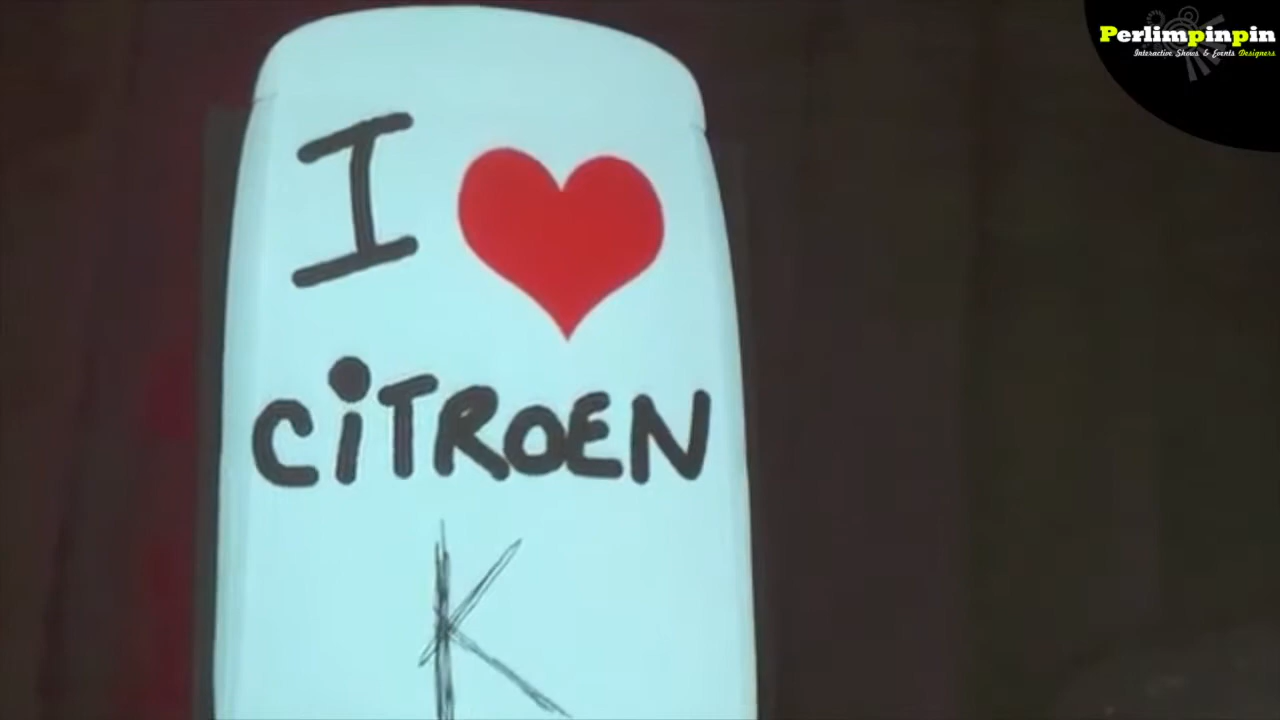 Perlimpinpin
Interactive Shows & Events Designers
I ❤
CiTROEN
K